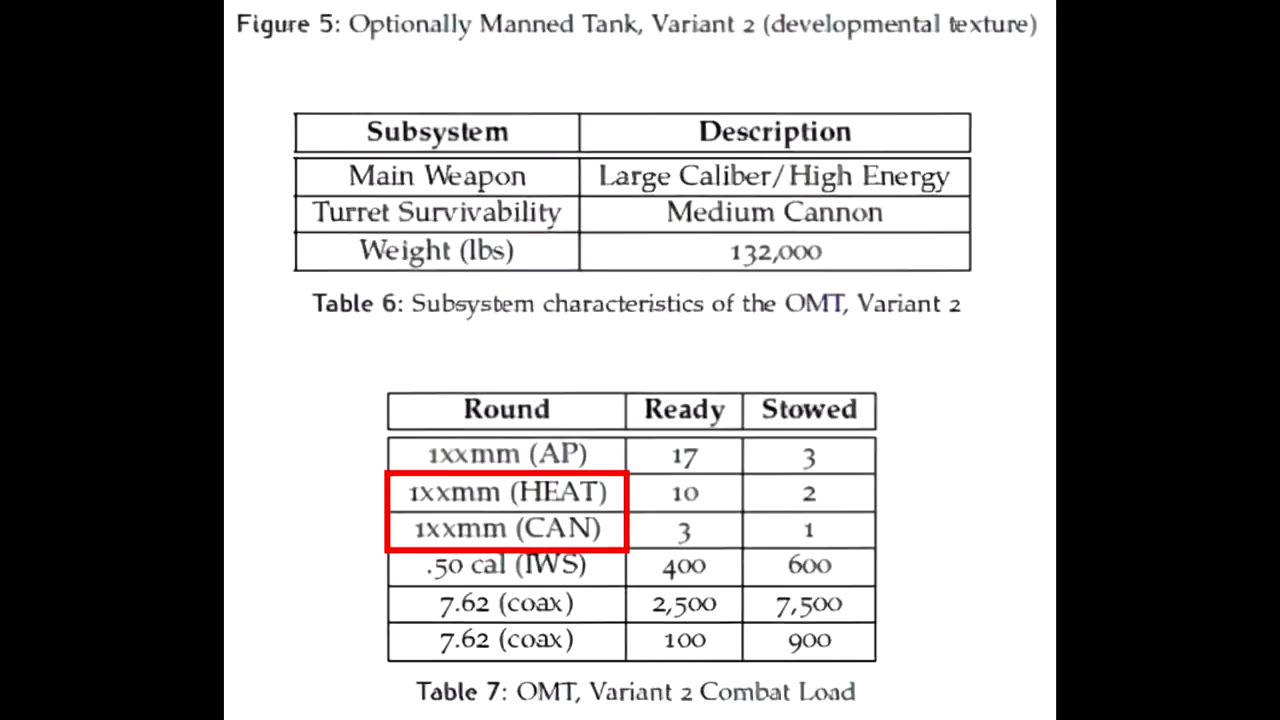 Figure 5: Optionally Manned Tank, Variant 2 (developmental texture)
Subsystem Description
Main Weapon Large Caliber/High Energy
Turret Survivability Medium Cannon
Weight (lbs) 132,000
Table 6: Subsystem characteristics of the OMT, Variant 2
Round Ready Stowed
1xxmm (AP) 17 3
1xxmm (HEAT) 10 2
1xxmm (CAN) 3 1
.50 cal (IWS) 400 600
7.62 (coax) 2,500 7,500
7.62 (coax) 100 900
Table 7: OMT, Variant 2 Combat Load